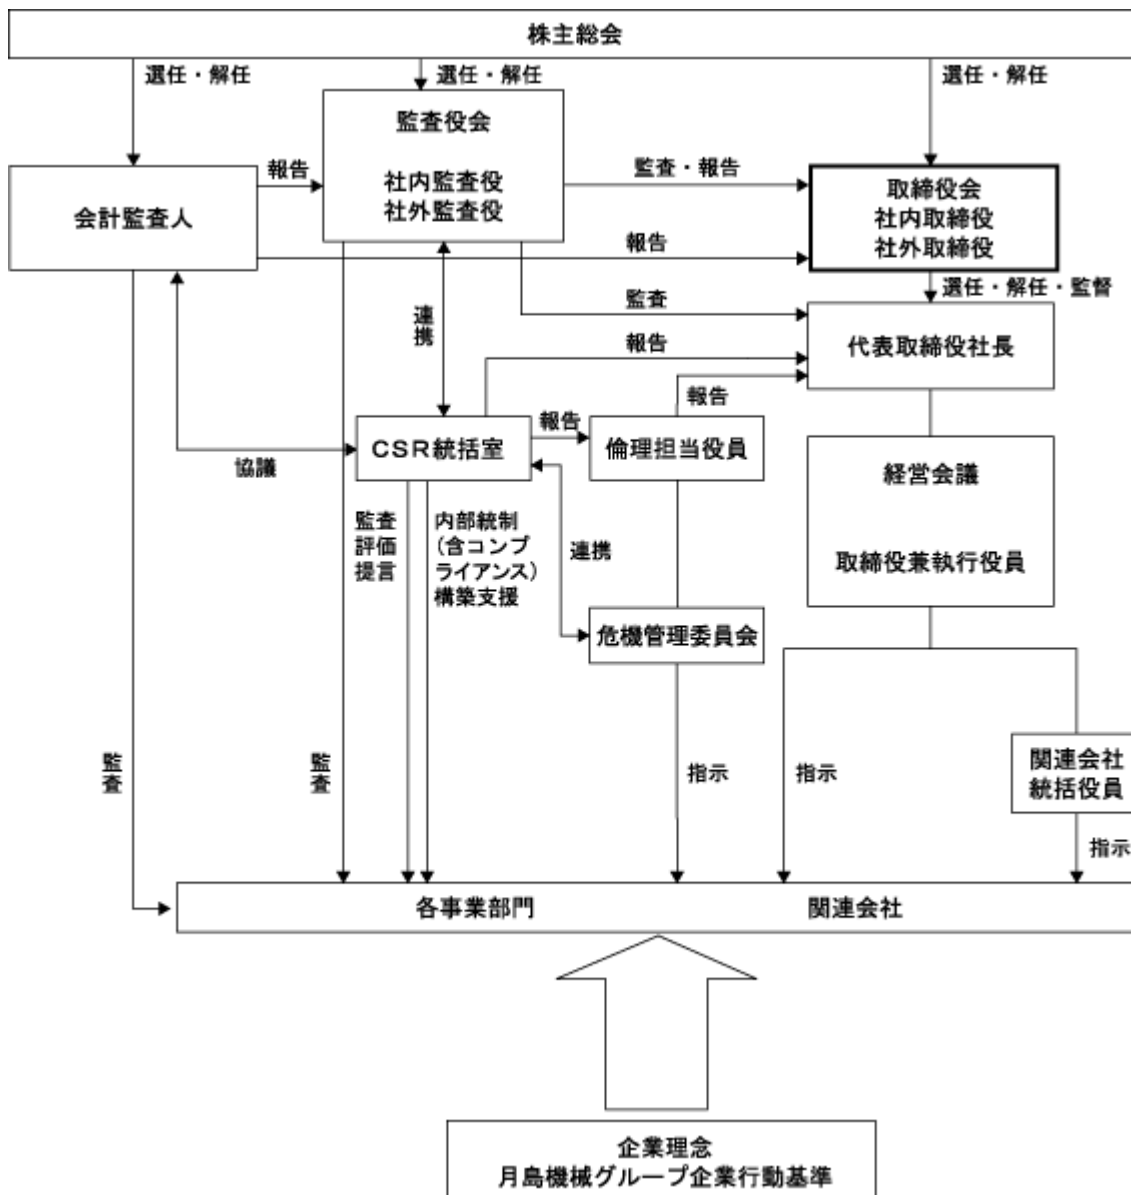 株主総会
選任・解任
選任・解任
選任・解任
監査役会
社内監査役
社外監査役
会計監査人
報告
監査・報告
取締役会
社内取締役
社外取締役
報告
選任・解任・監督
監査
連携
代表取締役社長
報告
報告
報告
CSR統括室
倫理担当役員
協議
経営会議
取締役兼執行役員
監査
評価
提言
内部統制
(含コンプ
ライアンス)
構築支援
連携
危機管理委員会
監査
監査
指示
指示
関連会社
統括役員
指示
各事業部門
関連会社
企業理念
月島機械グループ企業行動基準